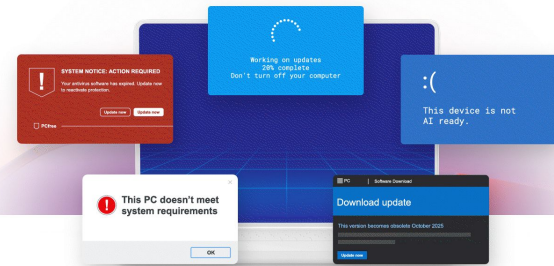 Working on updates
20% complete
Don't turn off your computer
SYSTEM NOTICE: ACTION REQUIRED
Your antivirus software has expired. Update now
to reactivate protection.
Update now
Update now
PCfree
:(
This device is not
AI ready.
This PC doesn't meet
system requirements
OK
PC | Software Download
Download update
This version becomes obsolete October 2025
Update now